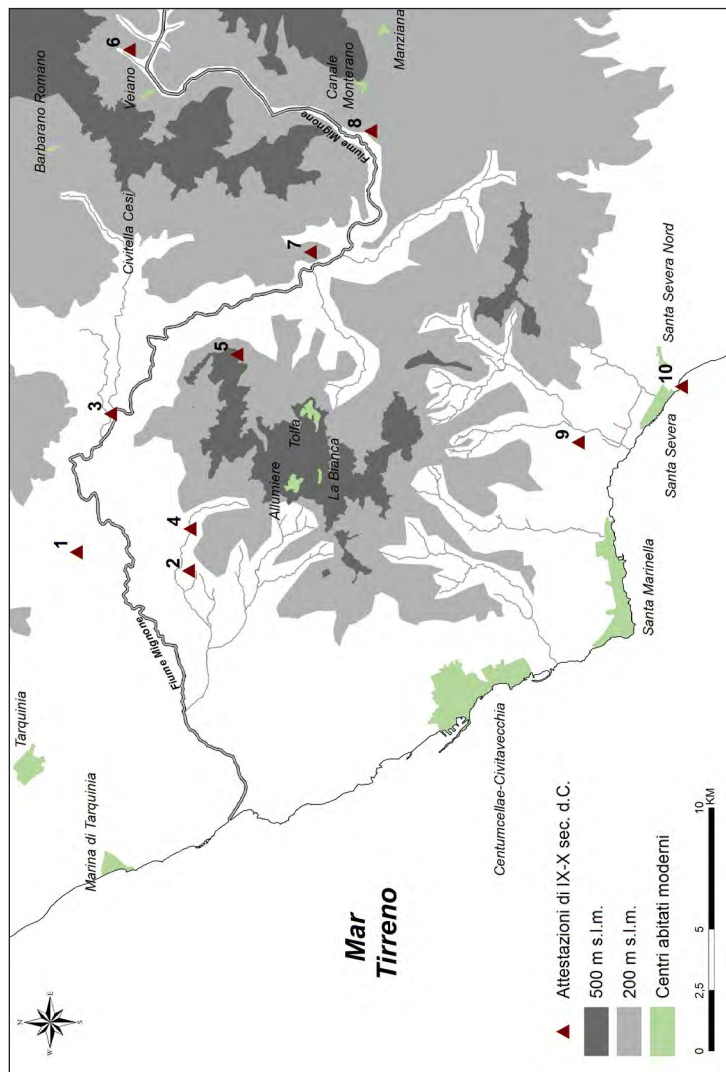 N
E
S
W
Tarquinia
Marina di Tarquinia
Barbarano Romano
Civitella Cesi
Veiano
6
1
3
Fiume Mignone
Fiume Mignone
Canale
Monterano
Manziana
2
4
5
7
8
Allumiere
Tolfa
La Bianca
Mar
Tirreno
Centumcellae-Civitavecchia
Santa Marinella
9
10
Santa Severa
Santa Severa Nord
Attestazioni di IX-X sec. d.C.
500 m s.l.m.
200 m s.l.m.
Centri abitati moderni
0 2,5 5 10
KM